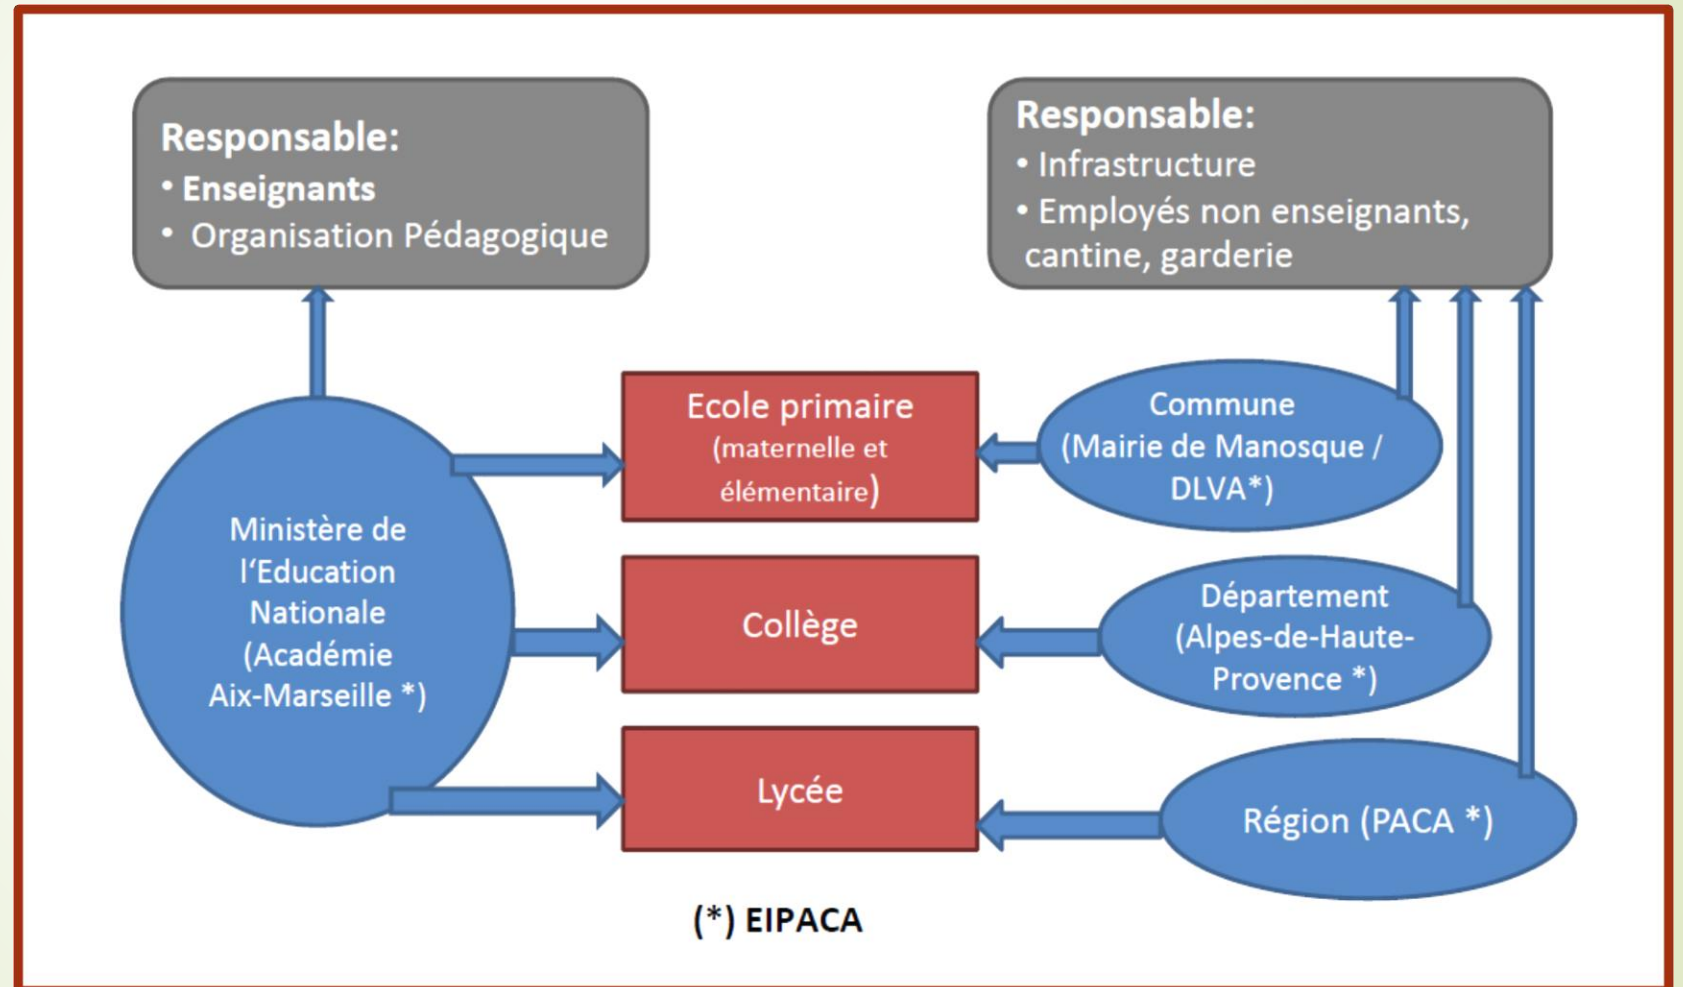 Responsable:
• Enseignants
• Organisation Pédagogique
Responsable:
• Infrastructure
• Employés non enseignants,
cantine, garderie
Ministère de
l‘Education
Nationale
(Académie
Aix-Marseille *)
Ecole primaire
(maternelle et
élémentaire)
Commune
(Mairie de Manosque /
DLVA*)
Collège
Département
(Alpes-de-Haute-
Provence *)
Lycée
Région (PACA *)
(*) EIPACA